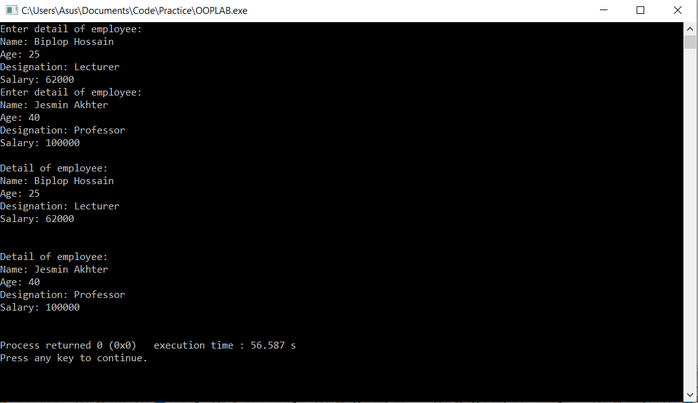 C:\Users\Asus\Documents\Code\Practice\OOPLAB.exe
Enter detail of employee:
Name: Biplop Hossain
Age: 25
Designation: Lecturer
Salary: 62000
Enter detail of employee:
Name: Jesmin Akhter
Age: 40
Designation: Professor
Salary: 100000
Detail of employee:
Name: Biplop Hossain
Age: 25
Designation: Lecturer
Salary: 62000
Detail of employee:
Name: Jesmin Akhter
Age: 40
Designation: Professor
Salary: 100000
Process returned 0 (0x0)   execution time : 56.587 s
Press any key to continue.